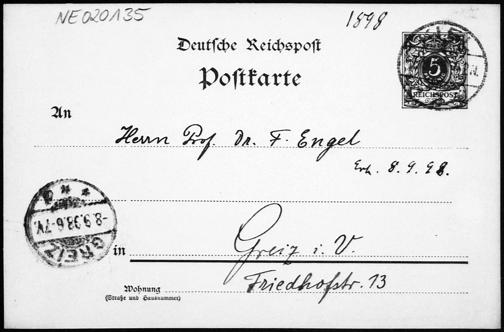 NE020135
1898
Deutsche Reichspost
Postkarte
5
REICHSPOST
An
Herrn Prof. Dr. F. Engel
Erh. 8.9.98.
-8.9.98.6-7V.
GREIZ
in
Greiz i. V.
Friedhofstr. 13
Wohnung
(Straße und Hausnummer)